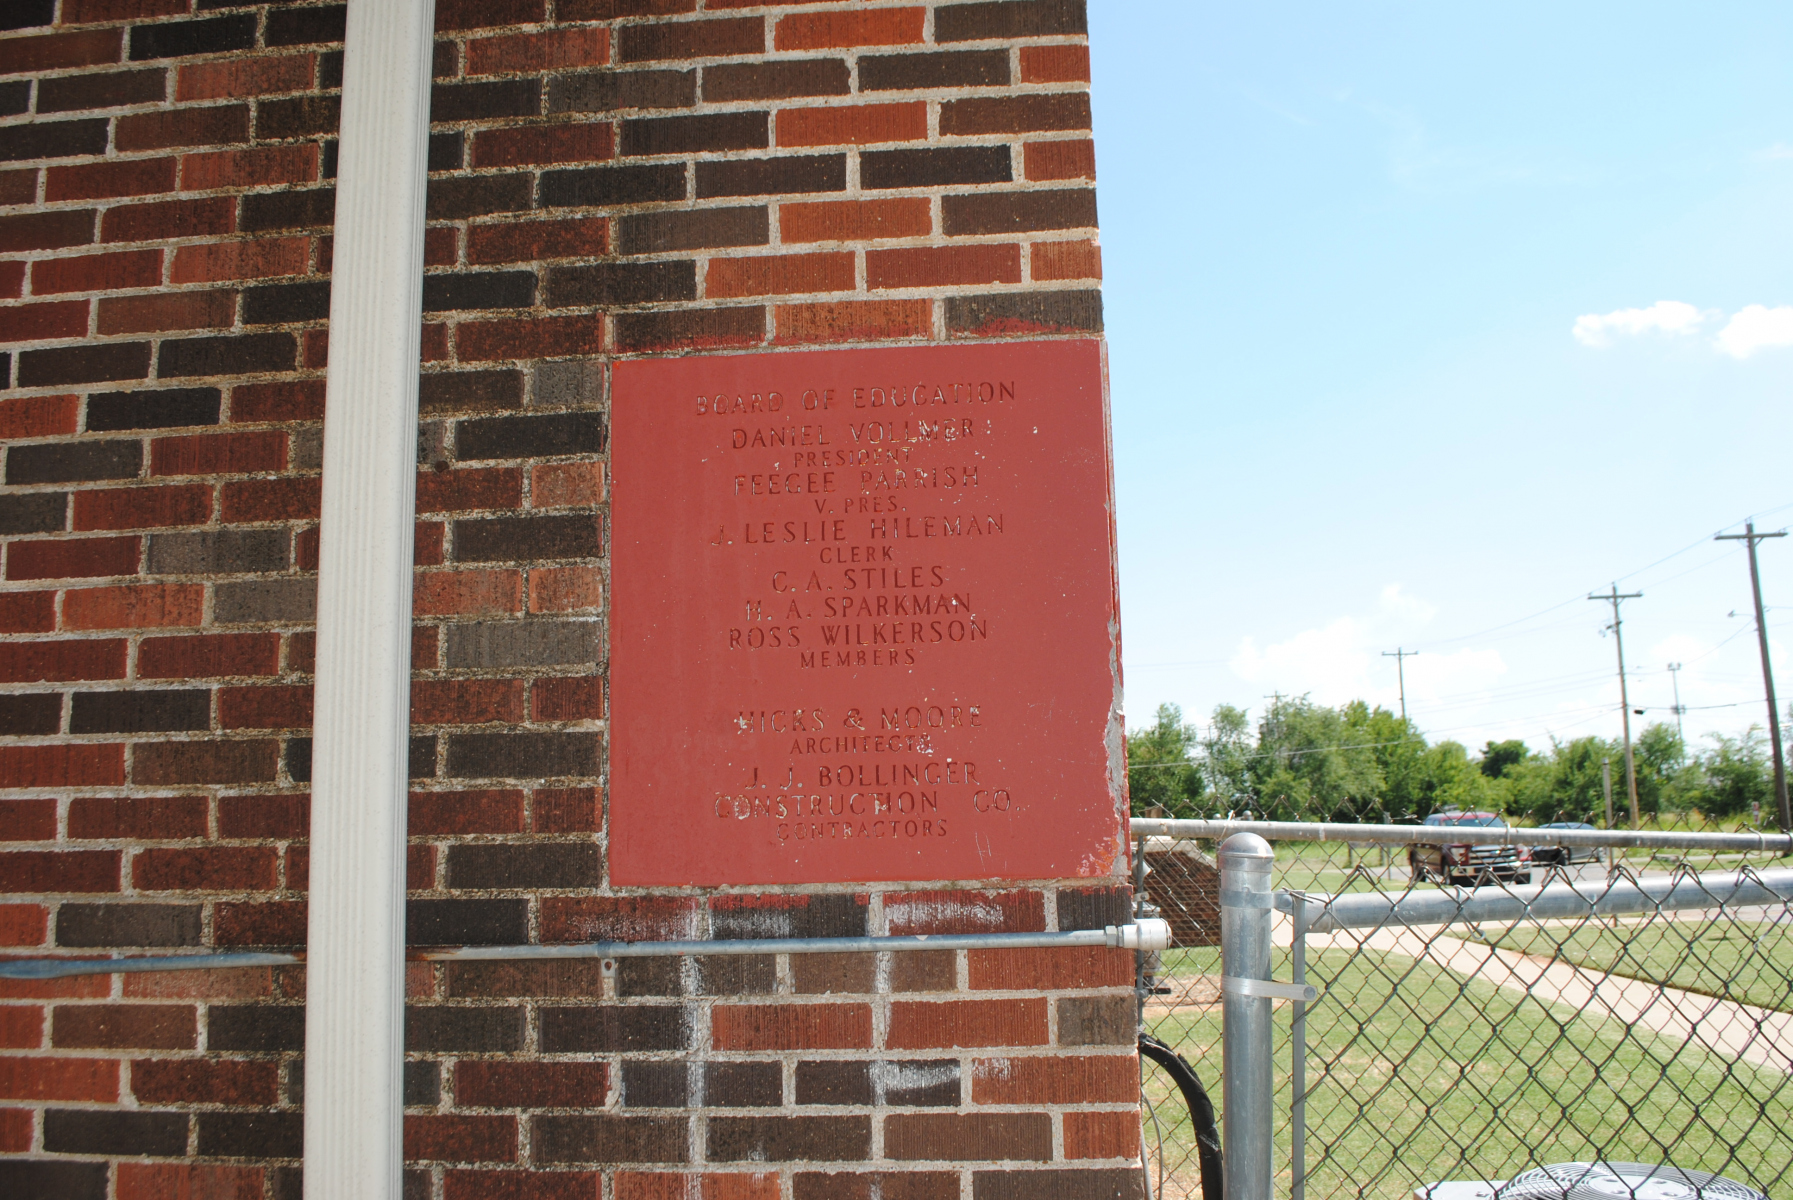 BOARD OF EDUCATION
DANIEL VOLLMER
PRESIDENT
FEEGEE PARRISH
V. PRES.
J. LESLIE HILEMAN
CLERK
C. A. STILES
H. A. SPARKMAN
ROSS WILKERSON
MEMBERS
HICKS & MOORE
ARCHITECTS
J. J. BOLLINGER
CONSTRUCTION CO
CONTRACTORS